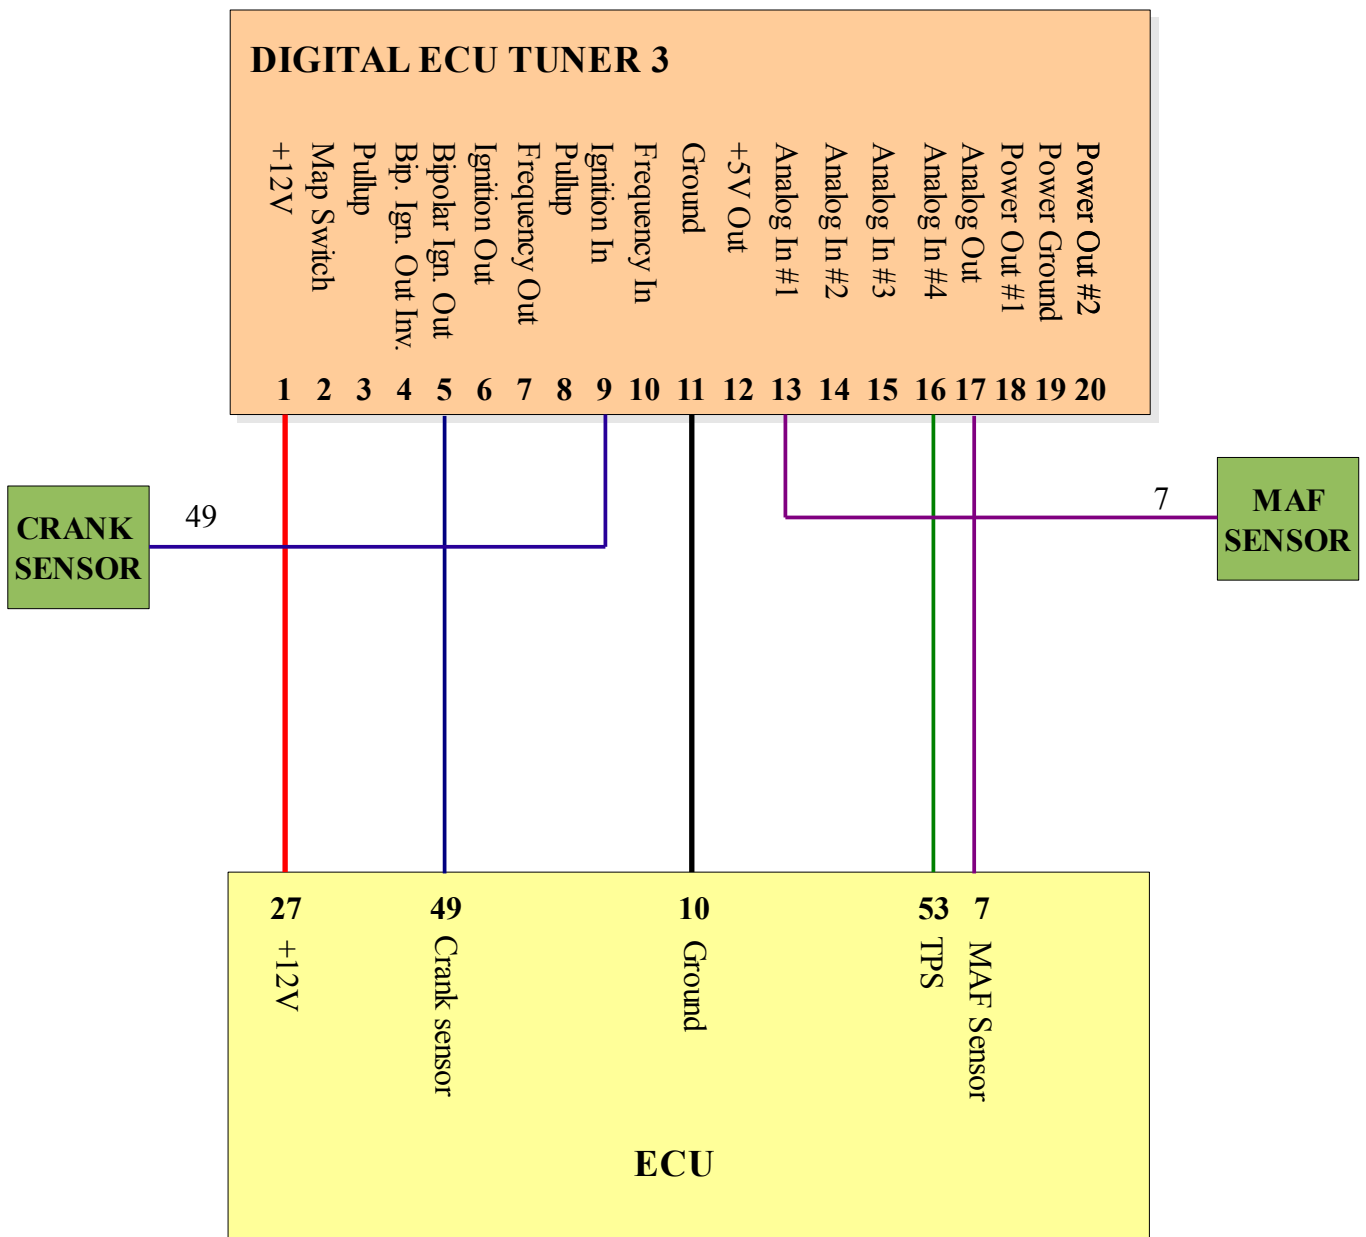 DIGITAL ECU TUNER 3
+12V
Map Switch
Pullup
Bip. Ign. Out Inv.
Bipolar Ign. Out
Ignition Out
Frequency Out
Pullup
Ignition In
Frequency In
Ground
+5V Out
Analog In #1
Analog In #2
Analog In #3
Analog In #4
Analog Out
Power Out #1
Power Ground
Power Out #2
1 2 3 4 5 6 7 8 9 10 11 12 13 14 15 16 17 18 19 20
CRANK
SENSOR
49
7
MAF
SENSOR
27 49 10 53 7
+12V
Crank sensor
Ground
TPS
MAF Sensor
ECU